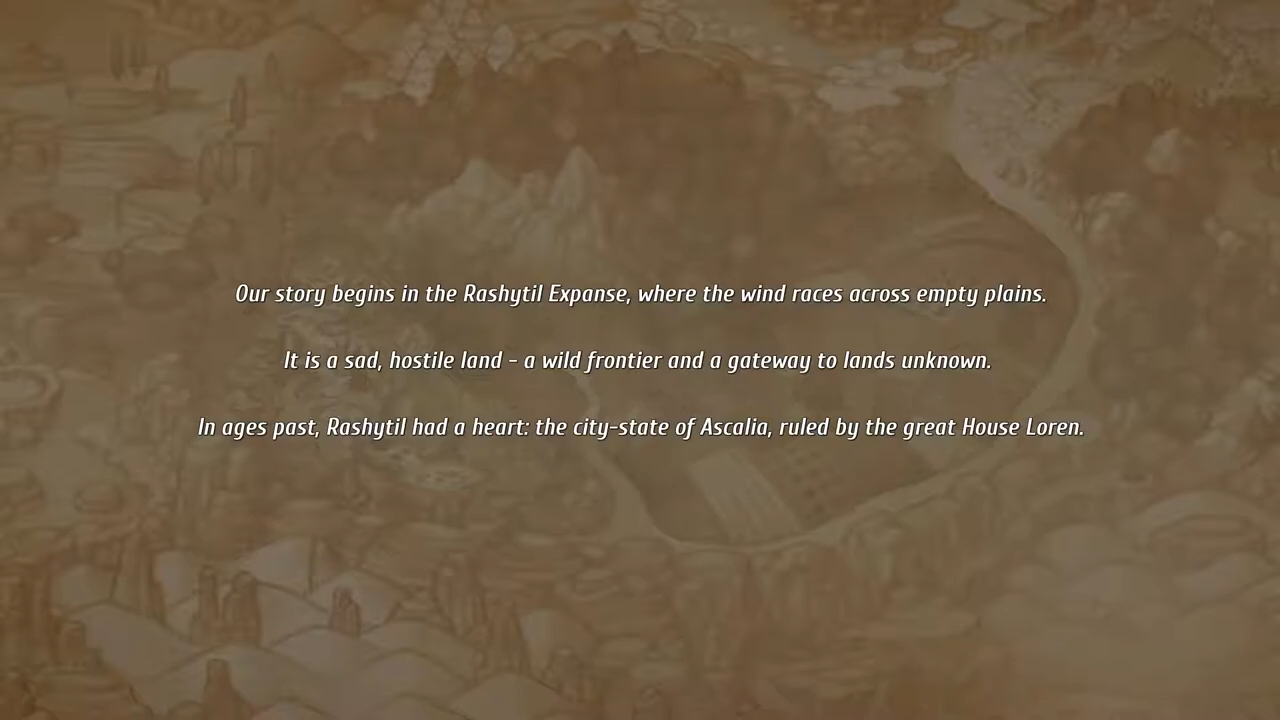 Our story begins in the Rashytil Expanse, where the wind races across empty plains.
It is a sad, hostile land - a wild frontier and a gateway to lands unknown.
In ages past, Rashytil had a heart: the city-state of Ascalia, ruled by the great House Loren.